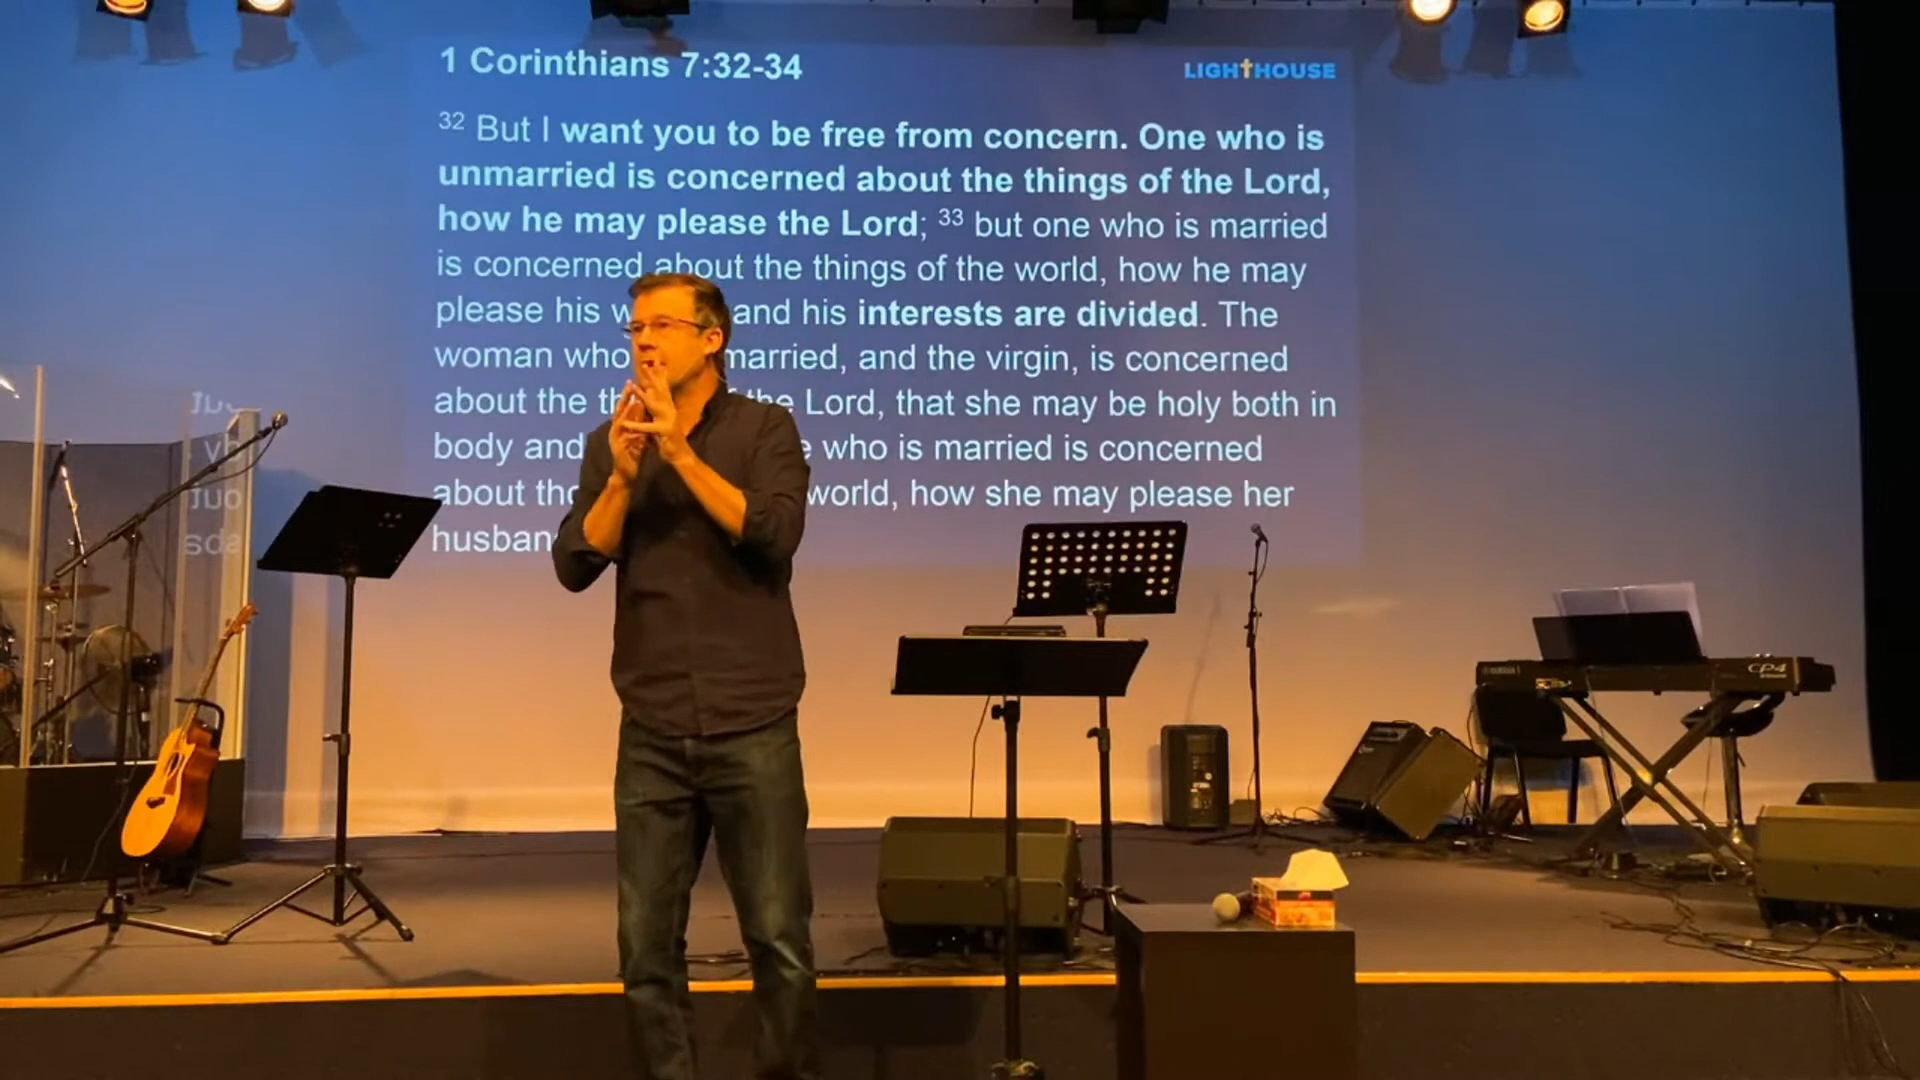 1 Corinthians 7:32-34
LIGHTHOUSE
32 But I want you to be free from concern. One who is
unmarried is concerned about the things of the Lord,
how he may please the Lord; 33 but one who is married
is concerned about the things of the world, how he may
please his and his interests are divided. The
woman who married, and the virgin, is concerned
about the the Lord, that she may be holy both in
body and who is married is concerned
about world, how she may please her
husban
CP4